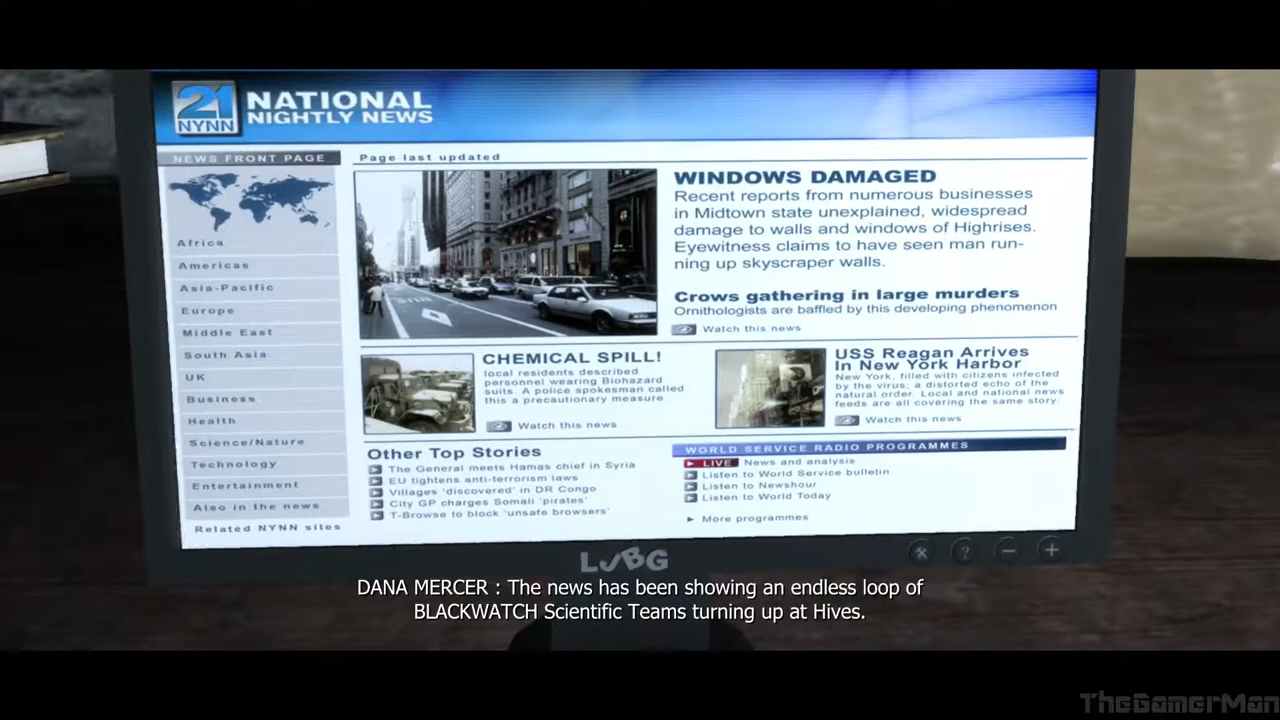 21
NYNN
NATIONAL
NIGHTLY NEWS
NEWS FRONT PAGE
Africa
Americas
Asia-Pacific
Europe
Middle East
South Asia
UK
Business
Health
Science/Nature
Technology
Entertainment
Also in the news
Related NYNN sites
Page last updated
WINDOWS DAMAGED
Recent reports from numerous businesses
in Midtown state unexplained, widespread
damage to walls and windows of Highrises.
Eyewitness claims to have seen man run-
ning up skyscraper walls.
Crows gathering in large murders
Ornithologists are baffled by this developing phenomenon
Watch this news
CHEMICAL SPILL!
local residents described
personnel wearing Biohazard
suits. A police spokesman called
this a precautionary measure.
Watch this news
USS Reagan Arrives
In New York Harbor
New York, filled with citizens infected
by the virus; a distorted echo of the
natural order. Local and national news
feeds are all covering the same story:
Watch this news
Other Top Stories
The General meets Hamas chief in Syria
EU tightens anti-terrorism laws
Villages 'discovered' in DR Congo
City GP charges Somali 'pirates'
T-Browse to block 'unsafe browsers'
WORLD SERVICE RADIO PROGRAMMES
LIVE News and analysis
Listen to World Service bulletin
Listen to Newshour
Listen to World Today
More programmes
LJBG
? − +
DANA MERCER : The news has been showing an endless loop of
BLACKWATCH Scientific Teams turning up at Hives.
TheGamerMan